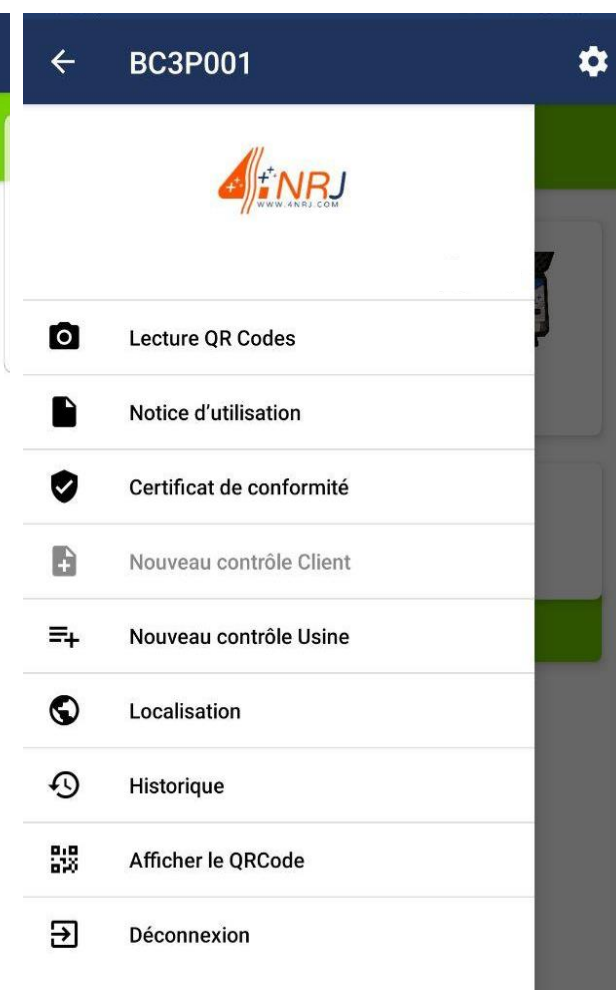 BC3P001
4NRJ
WWW.4NRJ.COM
Lecture QR Codes
Notice d’utilisation
Certificat de conformité
Nouveau contrôle Client
Nouveau contrôle Usine
Localisation
Historique
Afficher le QRCode
Déconnexion